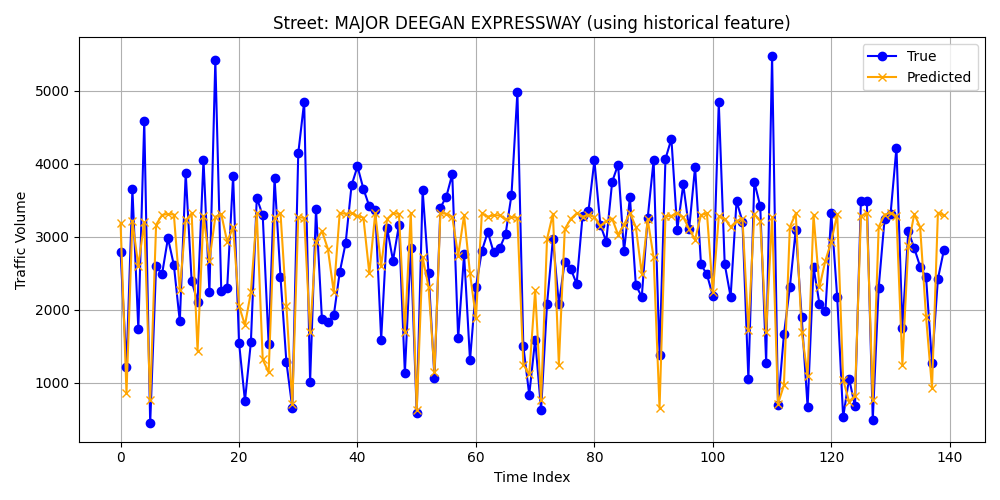 Street: MAJOR DEEGAN EXPRESSWAY (using historical feature)
True
Predicted
Traffic Volume
5000
4000
3000
2000
1000
0 20 40 60 80 100 120 140
Time Index